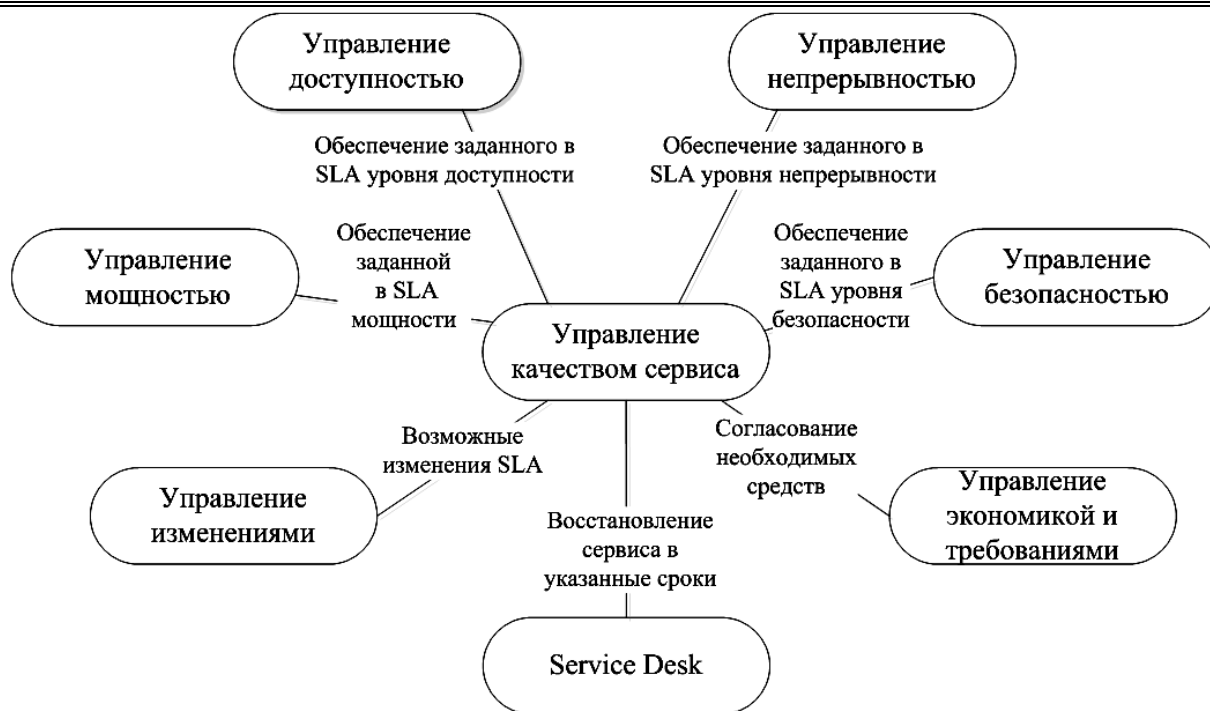 Управление
доступностью
Управление
непрерывностью
Обеспечение заданного в
SLA уровня доступности
Обеспечение заданного в
SLA уровня непрерывности
Управление
мощностью
Обеспечение
заданной
в SLA
мощности
Обеспечение
заданного в
SLA уровня
безопасности
Управление
безопасностью
Управление
качеством сервиса
Возможные
изменения SLA
Согласование
необходимых
средств
Управление
изменениями
Восстановление
сервиса в
указанные сроки
Управление
экономикой и
требованиями
Service Desk